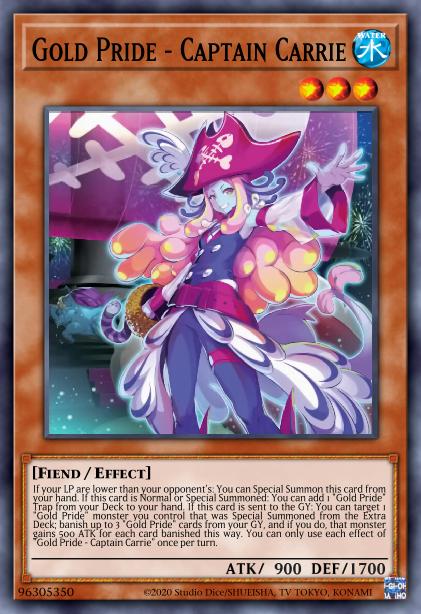 Gold Pride - Captain Carrie
WATER
水
[Fiend / Effect]
If your LP are lower than your opponent's: You can Special Summon this card from
your hand. If this card is Normal or Special Summoned: You can add 1 "Gold Pride"
Trap from your Deck to your hand. If this card is sent to the GY: You can target 1
"Gold Pride" monster you control that was Special Summoned from the Extra
Deck; banish up to 3 "Gold Pride" cards from your GY, and if you do, that monster
gains 500 ATK for each card banished this way. You can only use each effect of
"Gold Pride - Captain Carrie" once per turn.
ATK/ 900 DEF/1700
96305350
©2020 Studio Dice/SHUEISHA, TV TOKYO, KONAMI